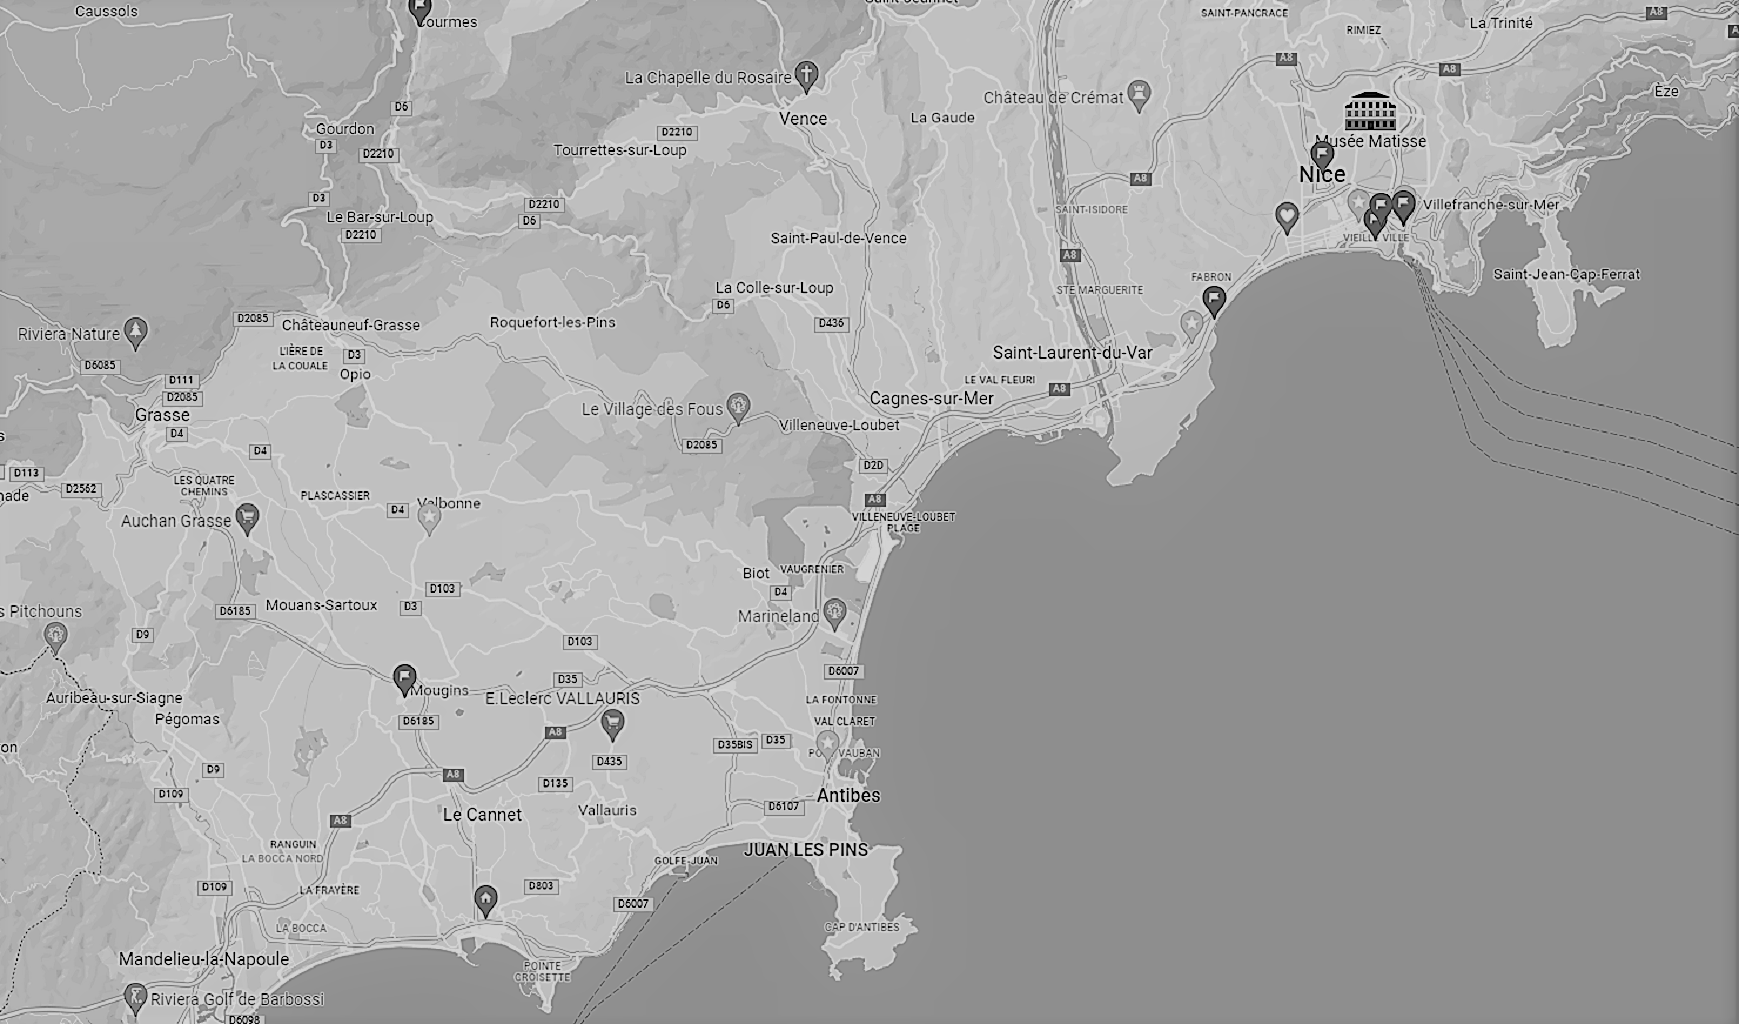 Caussols
Courmes
SAINT-PANCRACE
La Trinité
A8
RIMIEZ
A8
A8
La Chapelle du Rosaire
Château de Crémat
Èze
D6
Vence
La Gaude
Gourdon
D2210
Musée Matisse
D3
D2210
Tourrettes-sur-Loup
Nice
A8
D3
D2210
D6
Le Bar-sur-Loup
D2210
SAINT-ISIDORE
Villefranche-sur-Mer
Saint-Paul-de-Vence
VIEILLE VILLE
A8
FABRON
Saint-Jean-Cap-Ferrat
La Colle-sur-Loup
STE MARGUERITE
D6
D2085
Châteauneuf-Grasse
Roquefort-les-Pins
D436
Riviera Nature
L'IÈRE DE
LA COUALE
D3
Saint-Laurent-du-Var
D6085
Opio
D111
LE VAL FLEURI
A8
D2085
Cagnes-sur-Mer
Grasse
Le Village des Fous
D4
Villeneuve-Loubet
D4
D2085
D113
D2D
LES QUATRE
CHEMINS
D2562
PLASCASSIER
Valbonne
A8
D4
Auchan Grasse
VILLENEUVE-LOUBET
PLAGE
Biot
VAUGRENIER
D103
D4
D3
Mouans-Sartoux
D6185
s Pitchouns
Marineland
D9
D103
D6007
D35
Mougins
Auribeau-sur-Siagne
E.Leclerc VALLAURIS
LA FONTONNE
Pégomas
D6185
VAL CLARET
A8
D35BIS
D35
VAUBAN
D435
D9
A8
D135
D109
Antibes
D6107
Vallauris
Le Cannet
A8
RANGUIN
JUAN LES PINS
LA BOCCA NORD
GOLFE-JUAN
D109
LA FRAYÈRE
D803
D6007
LA BOCCA
CAP D'ANTIBES
Mandelieu-la-Napoule
POINTE
CROISETTE
Riviera Golf de Barbossi
D6098